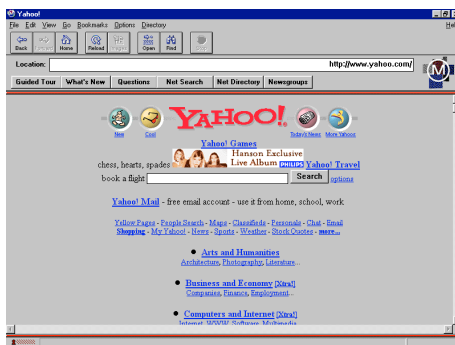 Yahoo!
File Edit View Go Bookmarks Options Directory Hel
Back Forward Home Reload Images Open Find Stop
Location: http://www.yahoo.com/
Guided Tour What's New Questions Net Search Net Directory Newsgroups
M
New Cool YAHOO! Today's News More Yahoos
Yahoo! Games
chess, hearts, spades Hanson Exclusive Live Album PHILIPS Yahoo! Travel
book a flight Search options
Yahoo! Mail - free email account - use it from home, school, work
Yellow Pages - People Search - Maps - Classifieds - Personals - Chat - Email
Shopping - My Yahoo! - News - Sports - Weather - Stock Quotes - more...
Arts and Humanities
Architecture, Photography, Literature...
Business and Economy [Xtra!]
Companies, Finance, Employment...
Computers and Internet [Xtra!]
Internet, WWW, Software, Multimedia